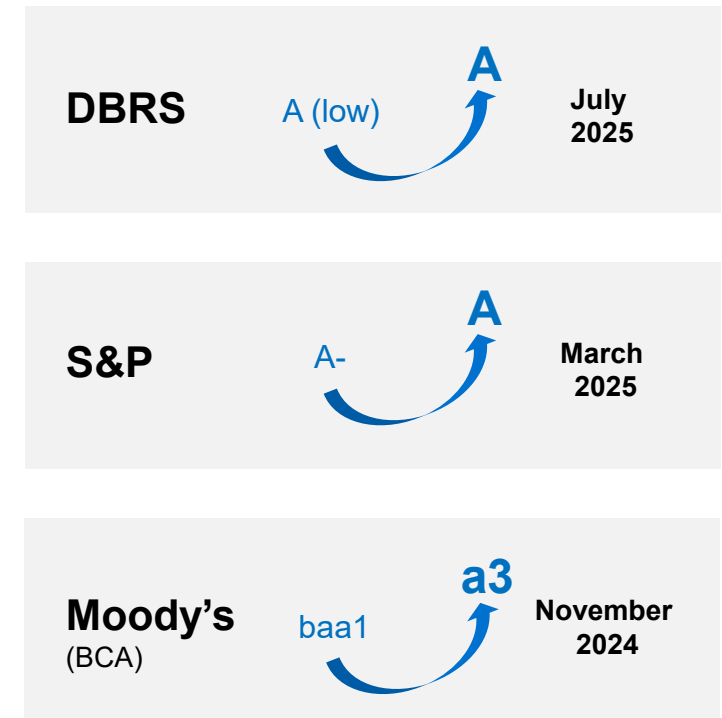 DBRS
A (low)
A
July
2025
S&P
A-
A
March
2025
Moody’s
(BCA)
baa1
a3
November
2024